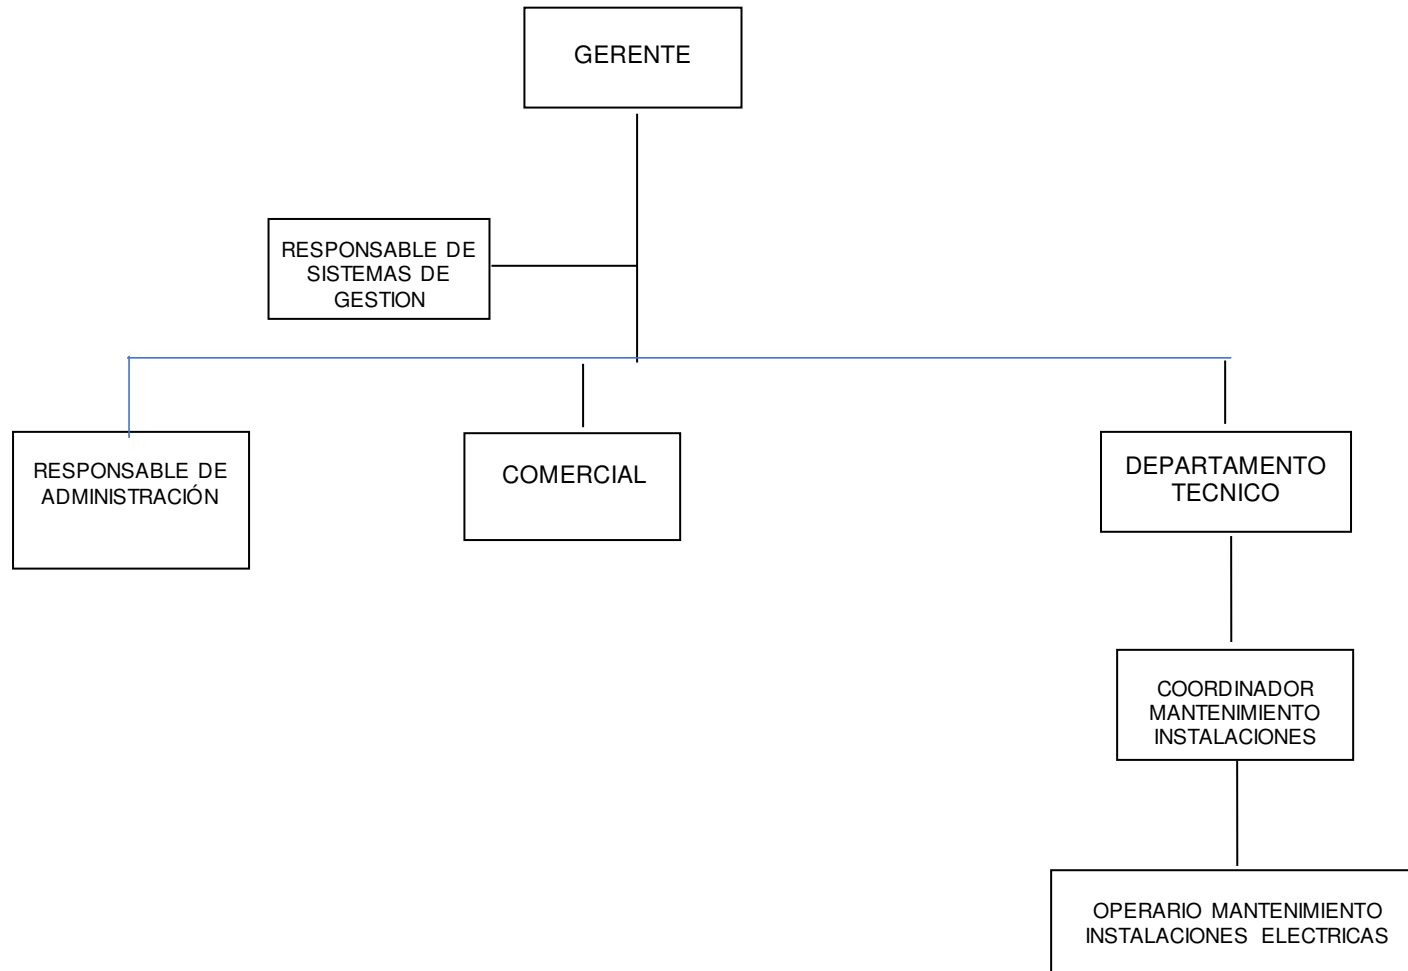 GERENTE
RESPONSABLE DE
SISTEMAS DE
GESTION
RESPONSABLE DE
ADMINISTRACIÓN
COMERCIAL
DEPARTAMENTO
TECNICO
COORDINADOR
MANTENIMIENTO
INSTALACIONES
OPERARIO MANTENIMIENTO
INSTALACIONES ELECTRICAS